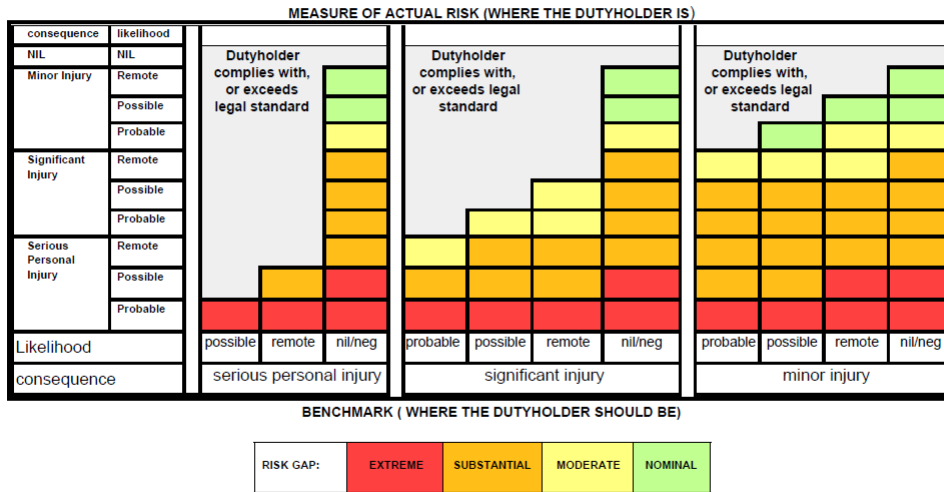 MEASURE OF ACTUAL RISK (WHERE THE DUTYHOLDER IS)
consequence likelihood
NIL NIL
Minor Injury Remote
Possible
Probable
Significant Injury Remote
Possible
Probable
Serious Personal Injury Remote
Possible
Probable
Dutyholder
complies with,
or exceeds
legal standard
Dutyholder
complies with,
or exceeds legal
standard
Dutyholder
complies with,
or exceeds legal
standard
Likelihood possible remote nil/neg probable possible remote nil/neg probable possible remote nil/neg
consequence serious personal injury significant injury minor injury
BENCHMARK ( WHERE THE DUTYHOLDER SHOULD BE)
RISK GAP: EXTREME SUBSTANTIAL MODERATE NOMINAL